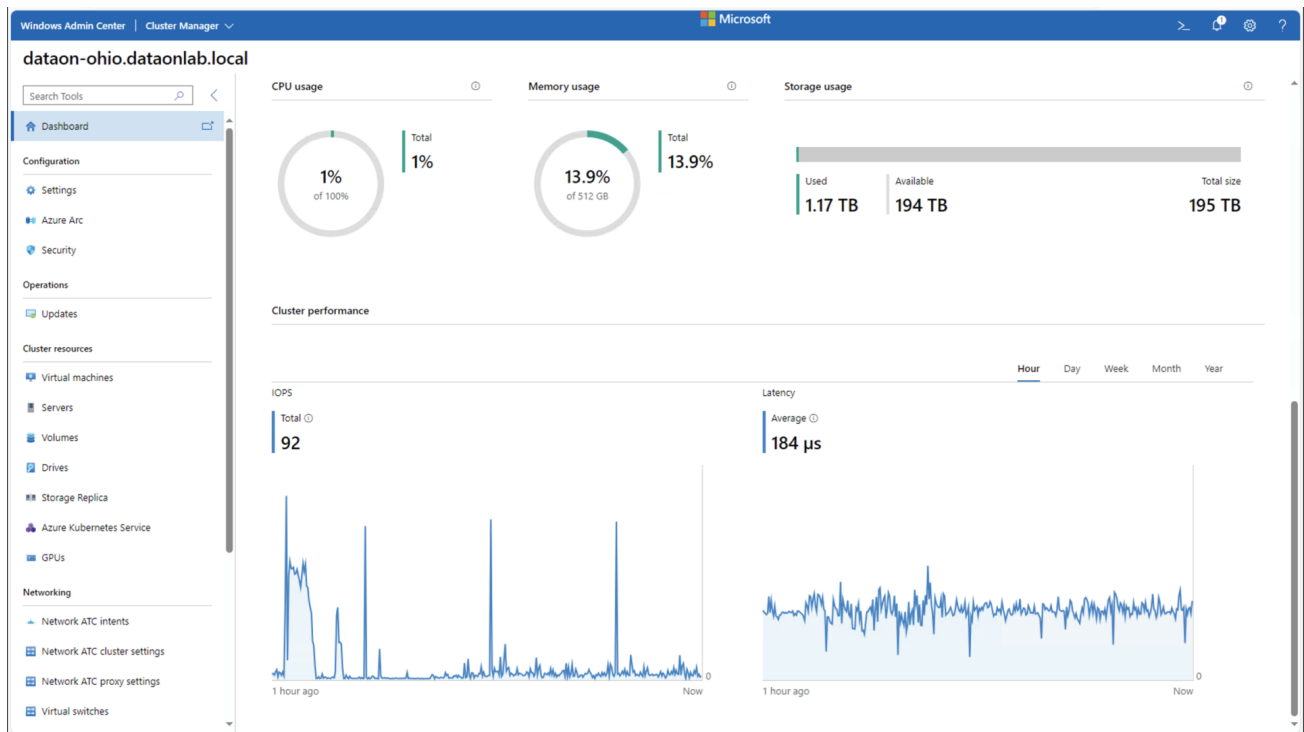 Windows Admin Center | Cluster Manager
Microsoft
dataon-ohio.dataonlab.local
Search Tools
Dashboard
Configuration
Settings
Azure Arc
Security
Operations
Updates
Cluster resources
Virtual machines
Servers
Volumes
Drives
Storage Replica
Azure Kubernetes Service
GPUs
Networking
Network ATC intents
Network ATC cluster settings
Network ATC proxy settings
Virtual switches
CPU usage
1%
of 100%
Total
1%
Memory usage
13.9%
of 512 GB
Total
13.9%
Storage usage
Used
1.17 TB
Available
194 TB
Total size
195 TB
Cluster performance
Hour Day Week Month Year
IOPS
Total
92
0
1 hour ago Now
Latency
Average
184 μs
0
1 hour ago Now